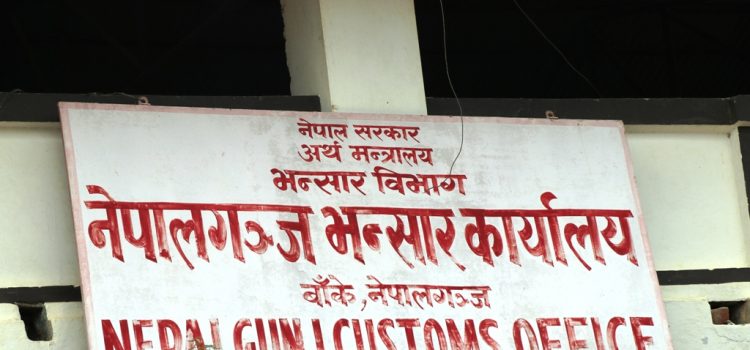 नेपाल सरकार
अर्थ मन्त्रालय
भन्सार विभाग
नेपालगञ्ज भन्सार कार्यालय
बाँके, नेपालगञ्ज
NEPALGUNJ CUSTOMS OFFICE